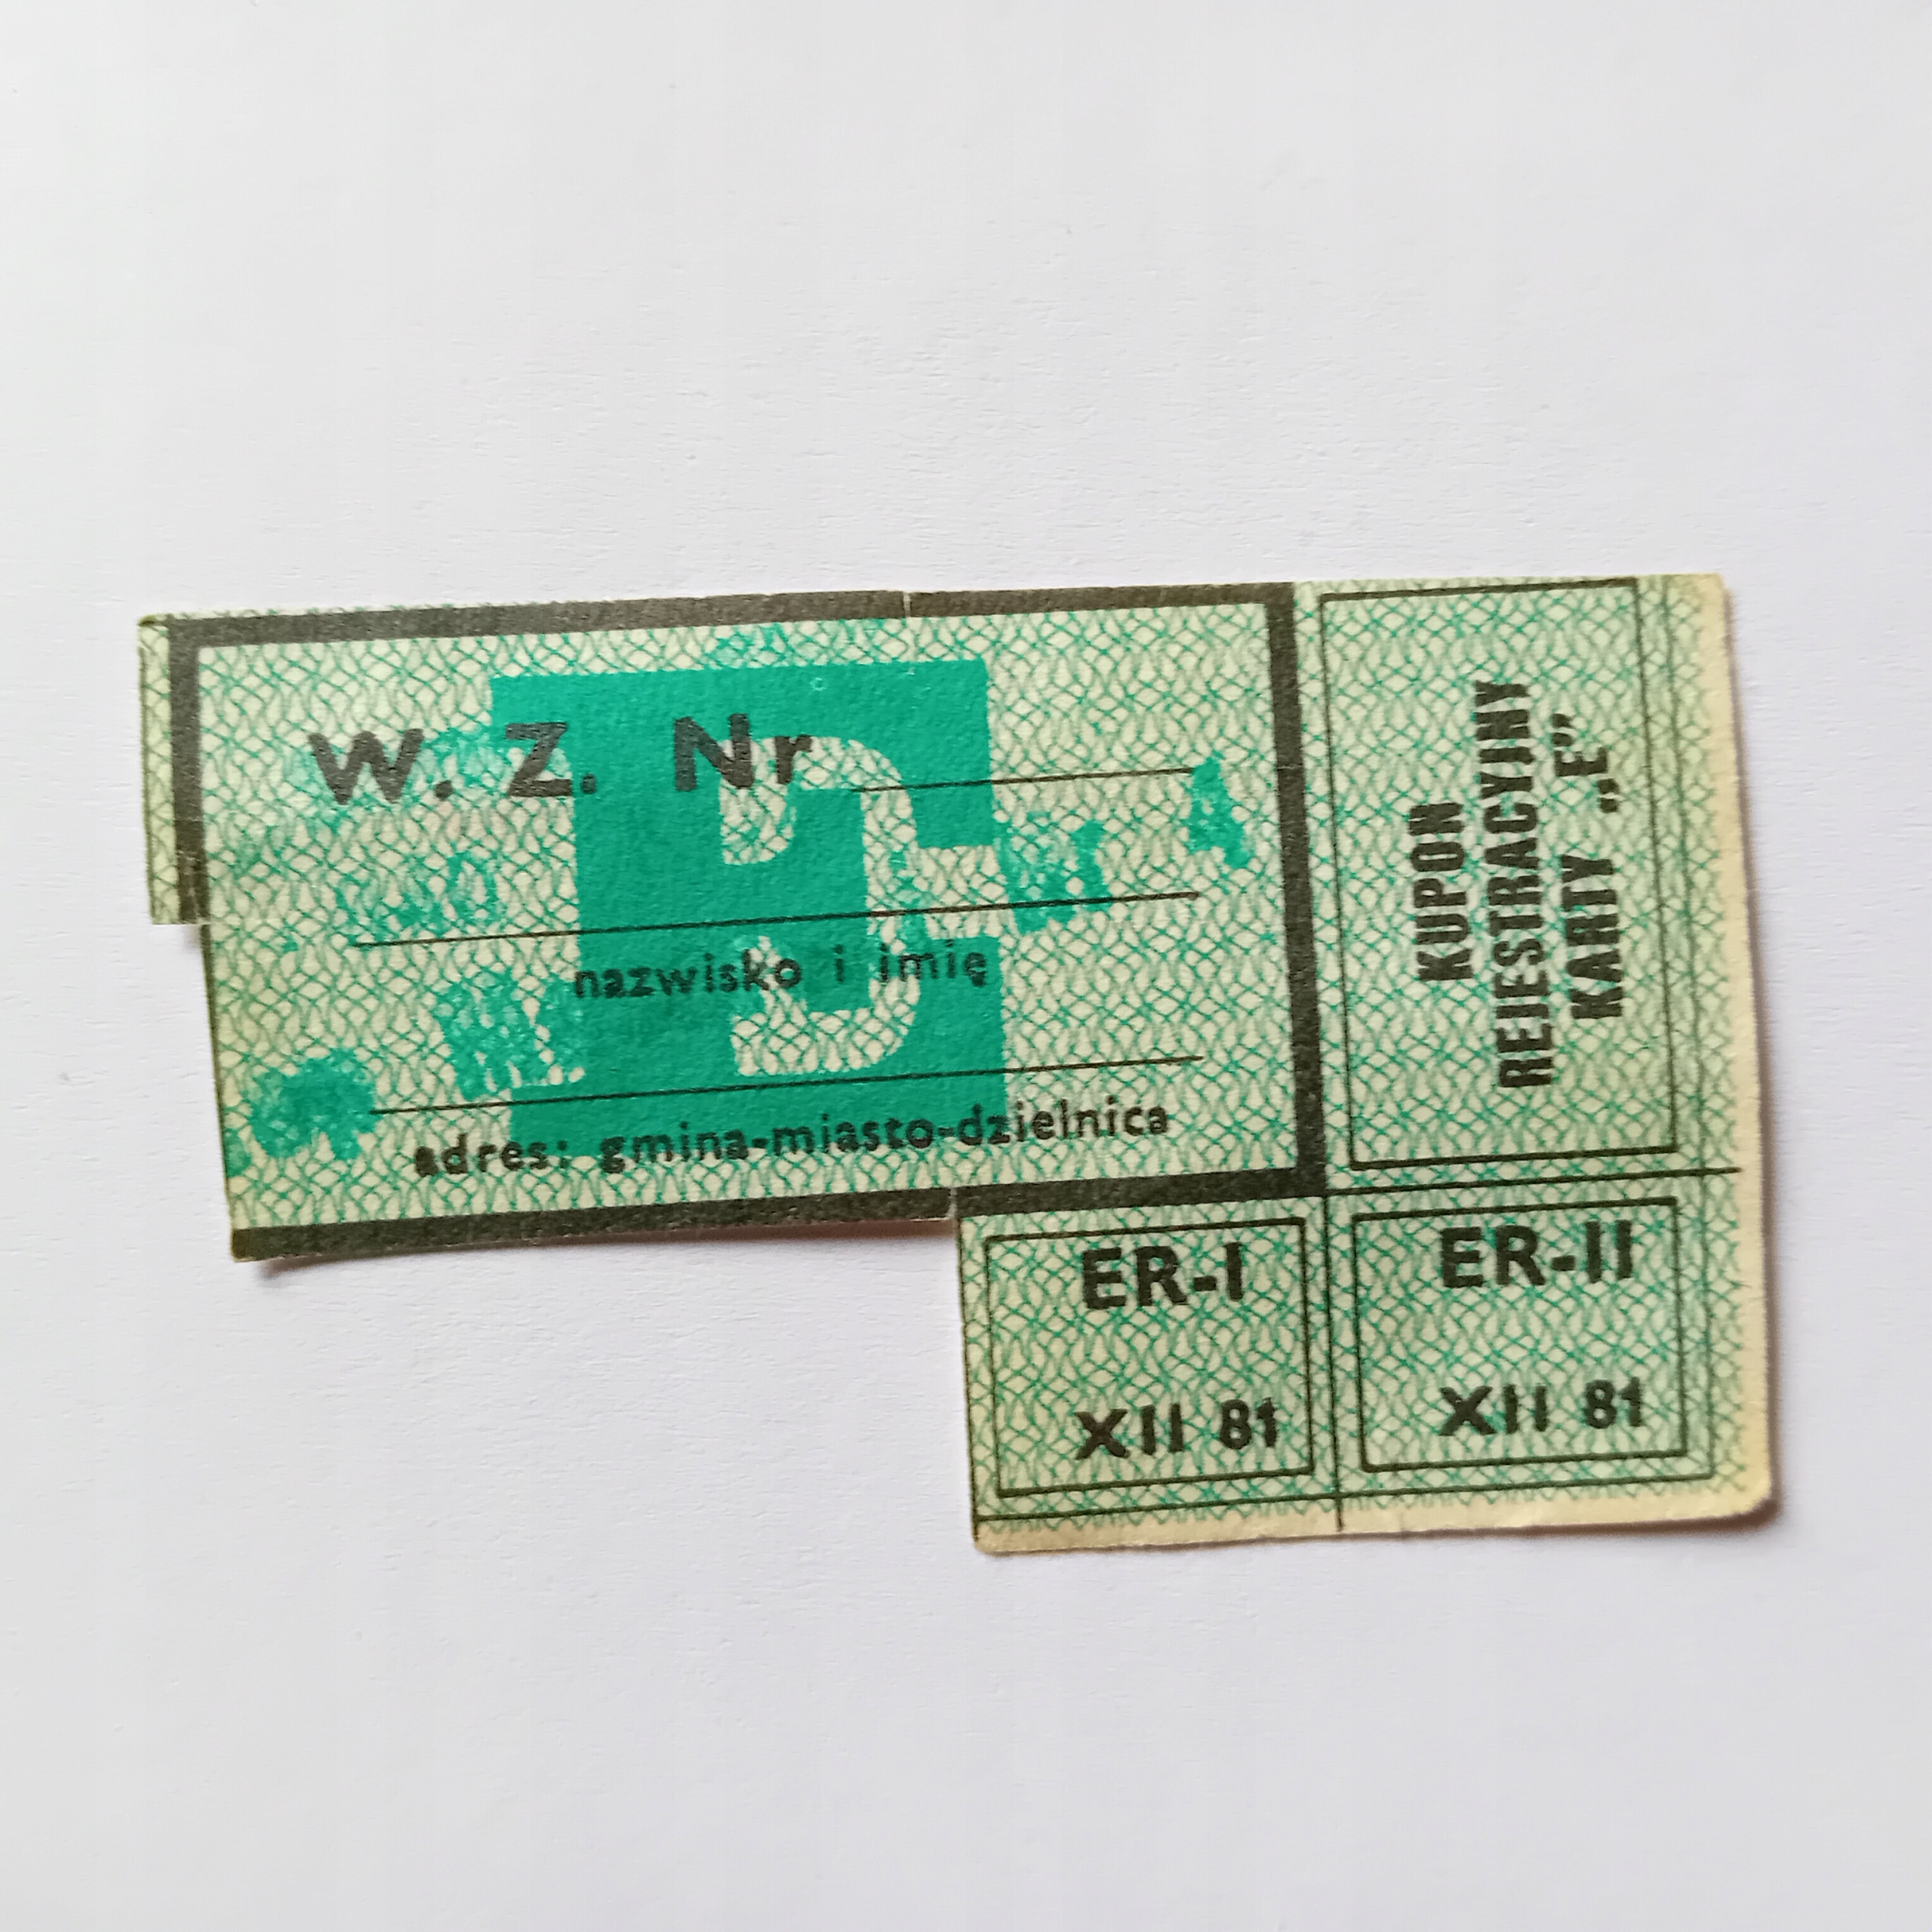 W. Z. Nr
E
nazwisko i imię
adres: gmina-miasto-dzielnica
KUPON
REJESTRACYJNY
KARTY „E”
ER-I
XII 81
ER-II
XII 81